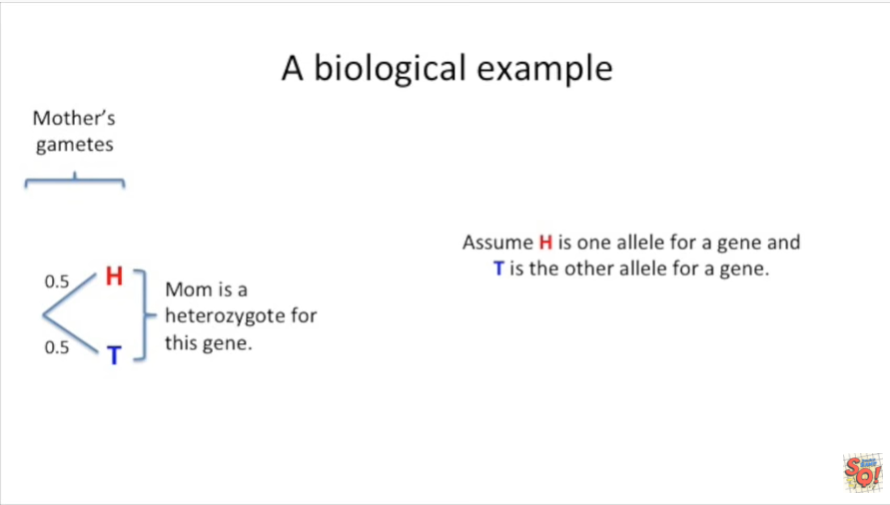 A biological example
Mother's
gametes
Assume H is one allele for a gene and
T is the other allele for a gene.
0.5
H
Mom is a
heterozygote for
this gene.
0.5
T
SO!